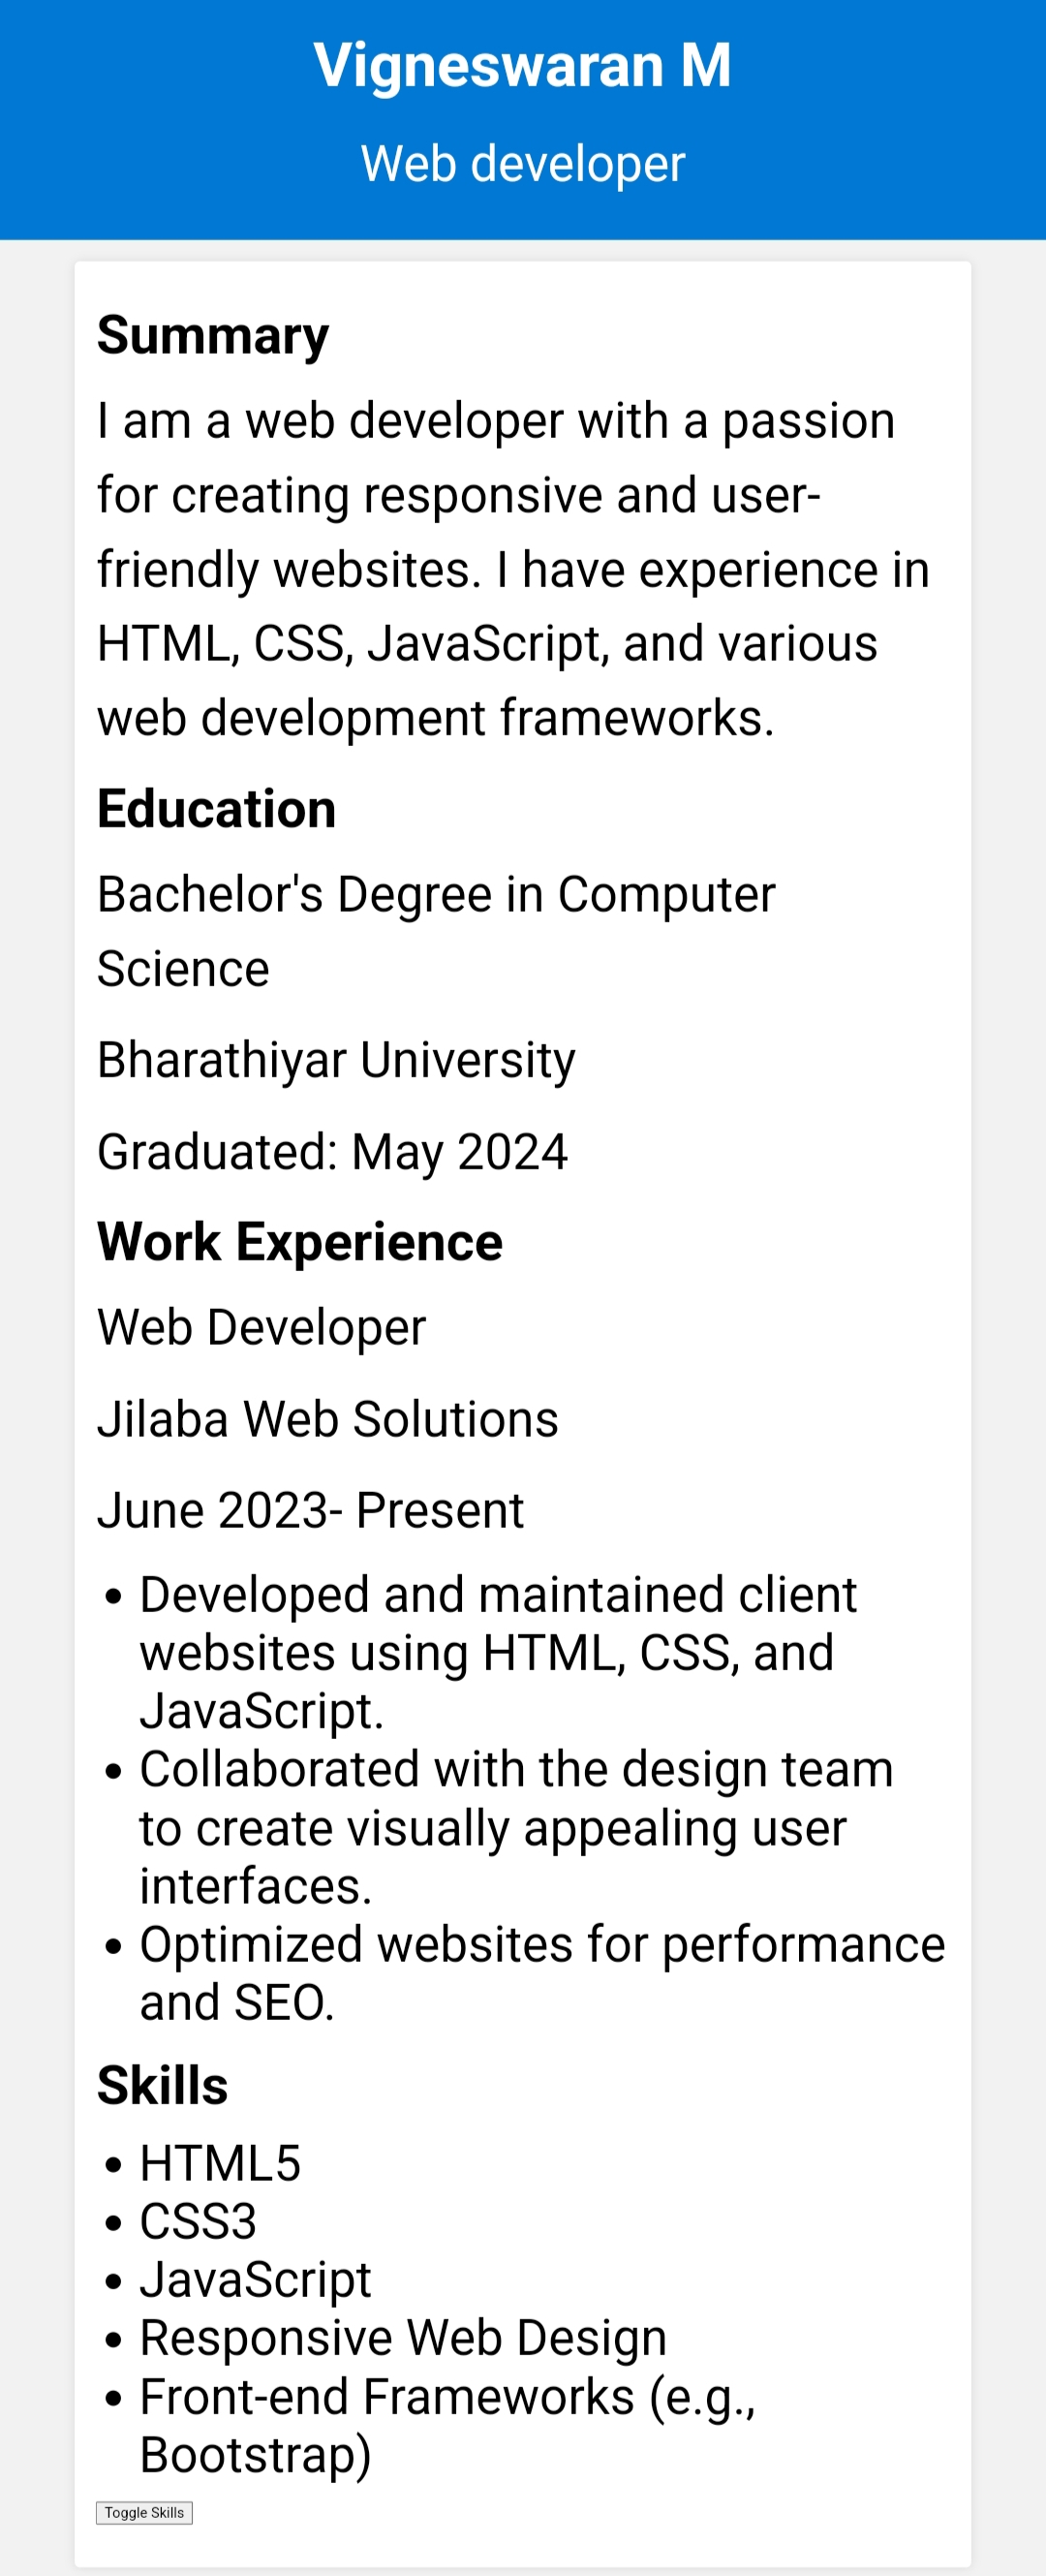 Vigneswaran M
Web developer
Summary
I am a web developer with a passion
for creating responsive and user-
friendly websites. I have experience in
HTML, CSS, JavaScript, and various
web development frameworks.
Education
Bachelor's Degree in Computer
Science
Bharathiyar University
Graduated: May 2024
Work Experience
Web Developer
Jilaba Web Solutions
June 2023- Present
• Developed and maintained client
websites using HTML, CSS, and
JavaScript.
• Collaborated with the design team
to create visually appealing user
interfaces.
• Optimized websites for performance
and SEO.
Skills
• HTML5
• CSS3
• JavaScript
• Responsive Web Design
• Front-end Frameworks (e.g.,
Bootstrap)
Toggle Skills